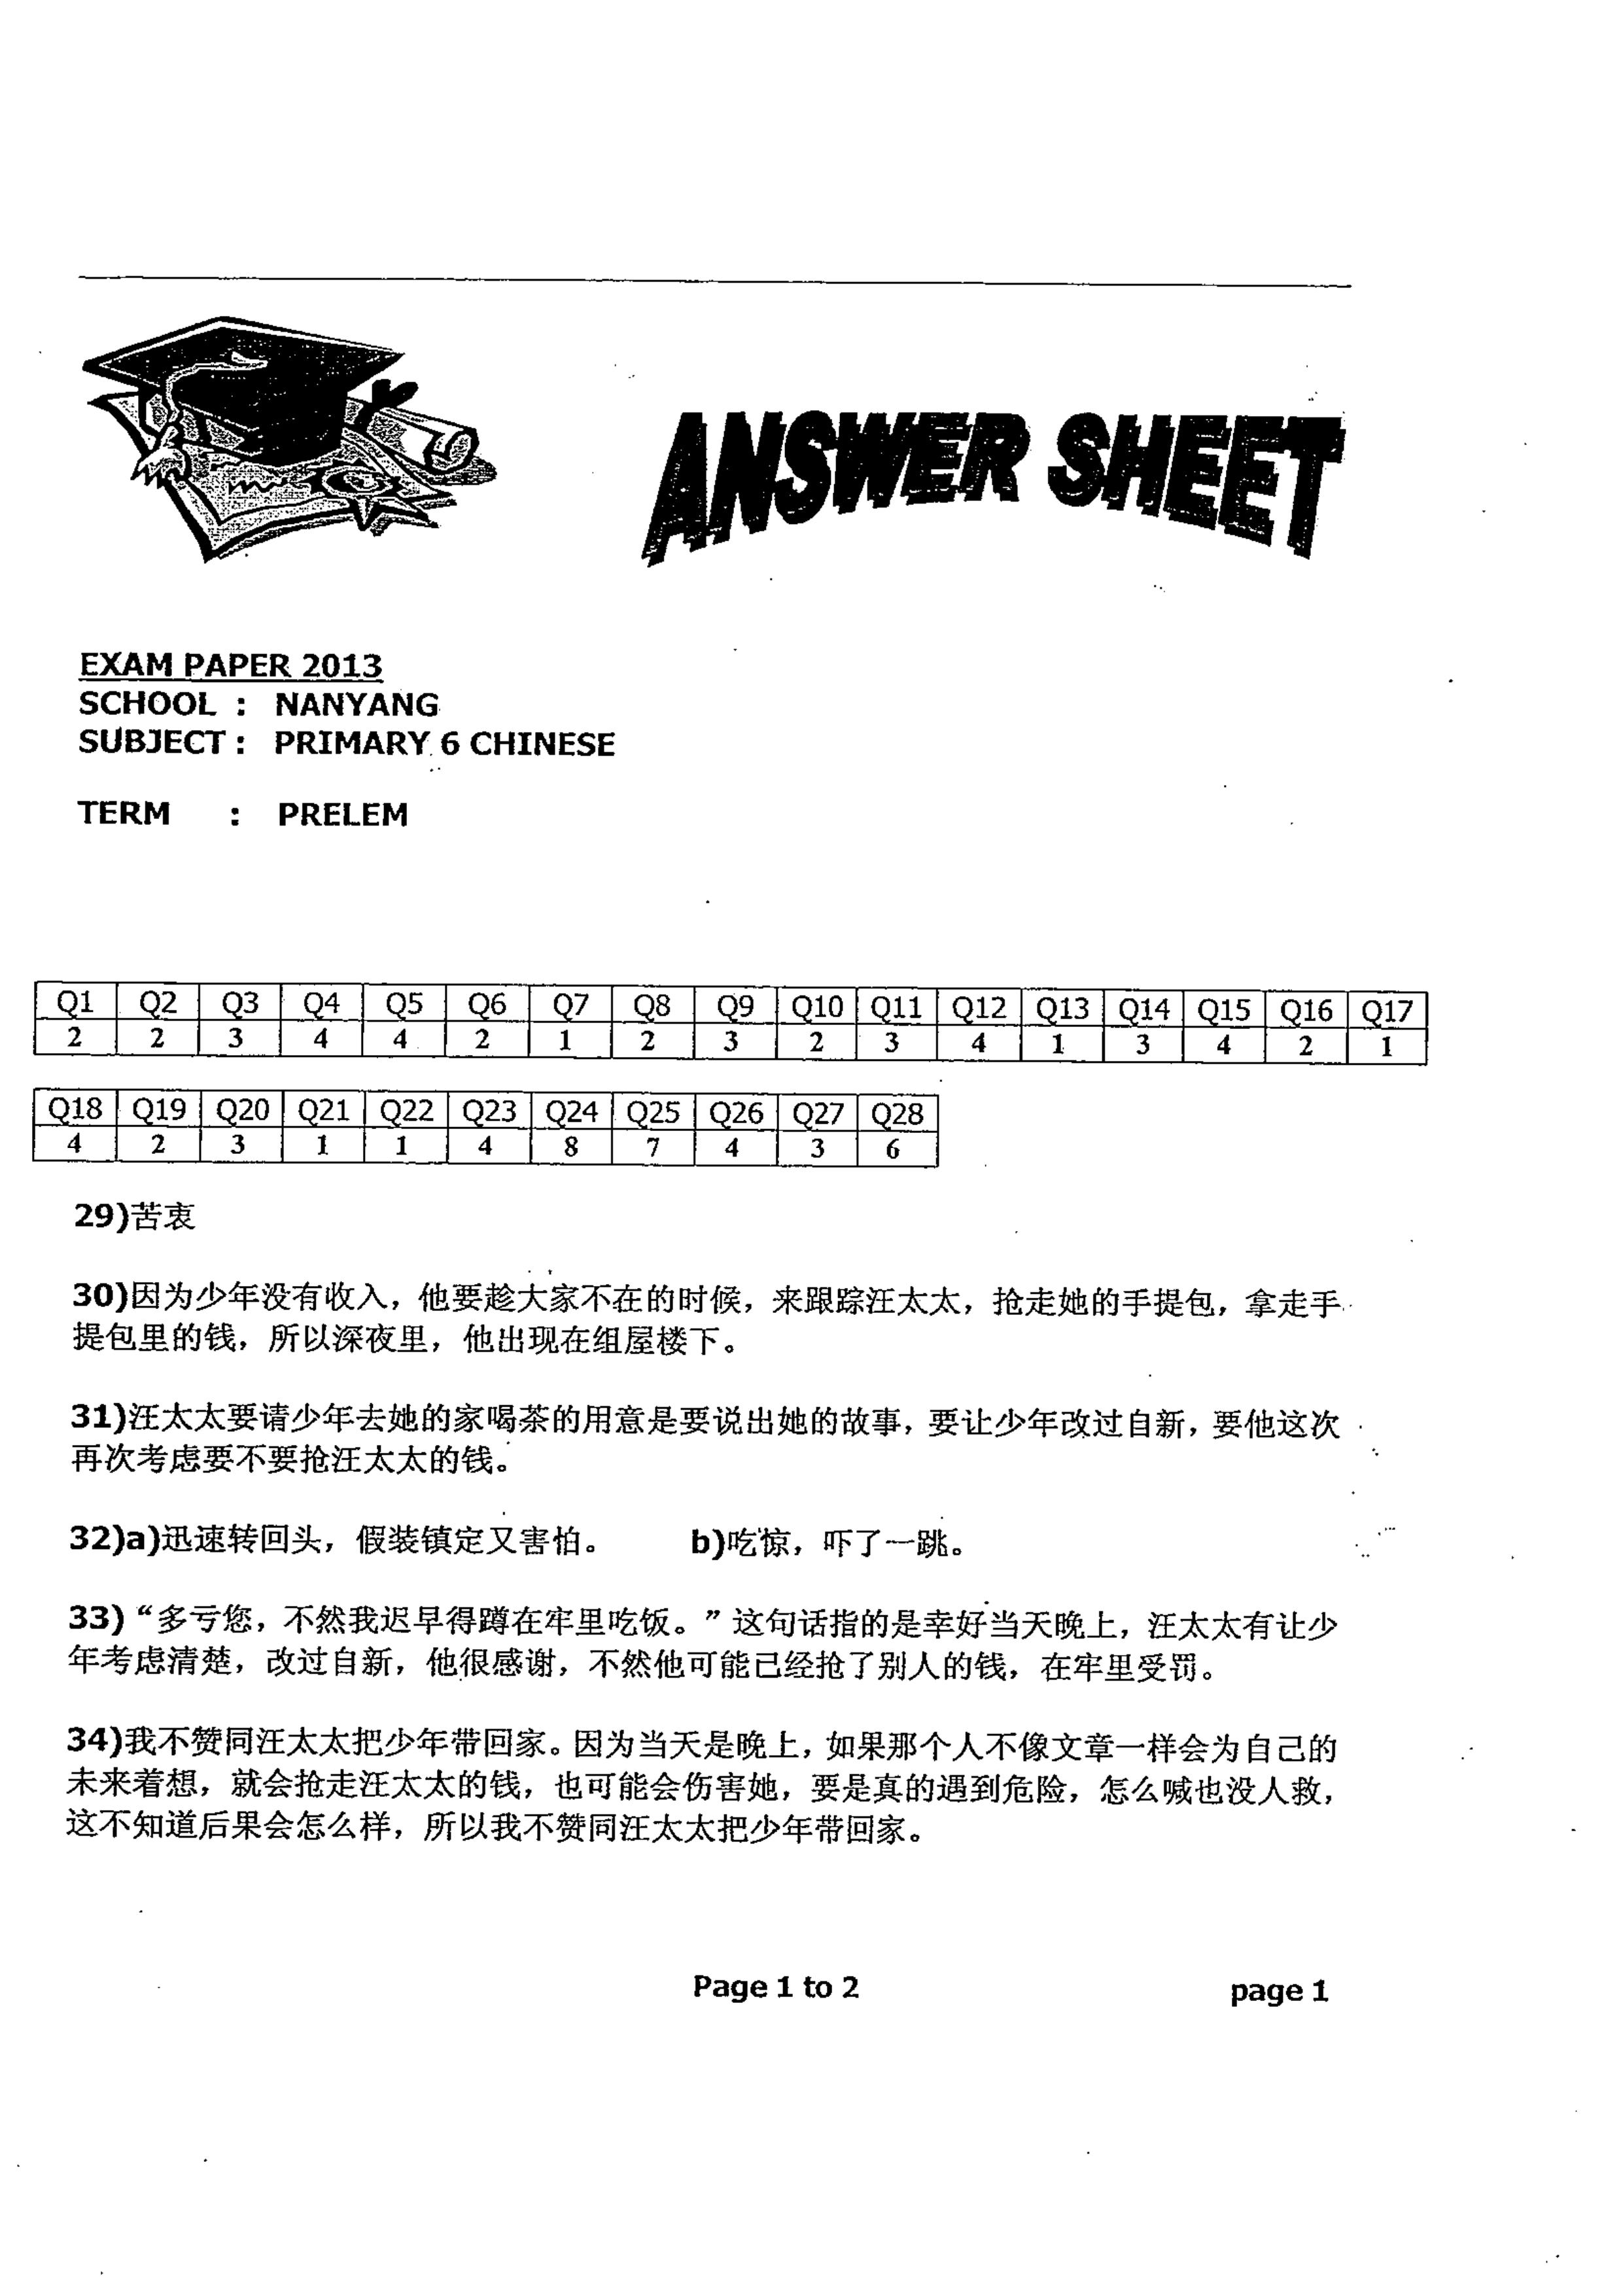 ANSWER SHEET
EXAM PAPER 2013
SCHOOL : NANYANG
SUBJECT : PRIMARY 6 CHINESE
TERM : PRELEM
Q1 Q2 Q3 Q4 Q5 Q6 Q7 Q8 Q9 Q10 Q11 Q12 Q13 Q14 Q15 Q16 Q17
2 2 3 4 4 2 1 2 3 2 3 4 1 3 4 2 1
Q18 Q19 Q20 Q21 Q22 Q23 Q24 Q25 Q26 Q27 Q28
4 2 3 1 1 4 8 7 4 3 6
29)苦衷
30)因为少年没有收入，他要趁大家不在的时候，来跟踪汪太太，抢走她的手提包，拿走手
提包里的钱，所以深夜里，他出现在组屋楼下。
31)汪太太要请少年去她的家喝茶的用意是要说出她的故事，要让少年改过自新，要他这次
再次考虑要不要抢汪太太的钱。
32)a)迅速转回头，假装镇定又害怕。 b)吃惊，吓了一跳。
33)“多亏您，不然我迟早得蹲在牢里吃饭。”这句话指的是幸好当天晚上，汪太太有让少
年考虑清楚，改过自新，他很感谢，不然他可能已经抢了别人的钱，在牢里受罚。
34)我不赞同汪太太把少年带回家。因为当天是晚上，如果那个人不像文章一样会为自己的
未来着想，就会抢走汪太太的钱，也可能会伤害她，要是真的遇到危险，怎么喊也没人救，
这不知道后果会怎么样，所以我不赞同汪太太把少年带回家。
Page 1 to 2 page 1